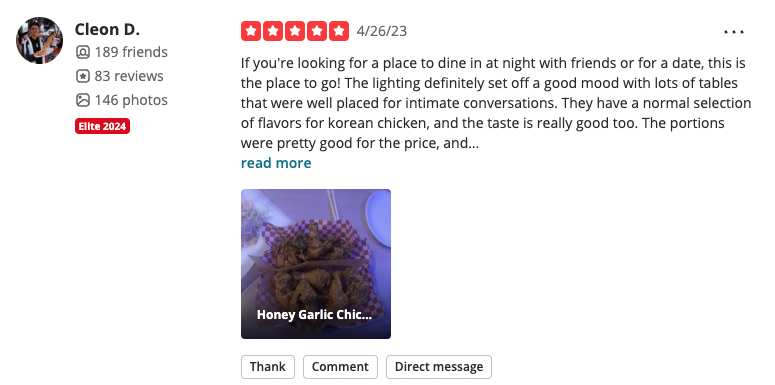 Cleon D.
189 friends
83 reviews
146 photos
Elite 2024
4/26/23
If you're looking for a place to dine in at night with friends or for a date, this is
the place to go! The lighting definitely set off a good mood with lots of tables
that were well placed for intimate conversations. They have a normal selection
of flavors for korean chicken, and the taste is really good too. The portions
were pretty good for the price, and...
read more
Honey Garlic Chic...
Thank
Comment
Direct message